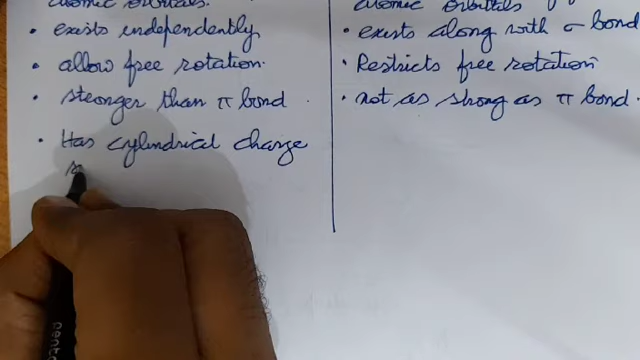 atomic orbitals.
• exists independently
• allow free rotation.
• stronger than π bond .
• Has cylindrical charge
s
atomic orbitals
• exists along with σ bond
• Restricts free rotation
• not as strong as π bond.
pento